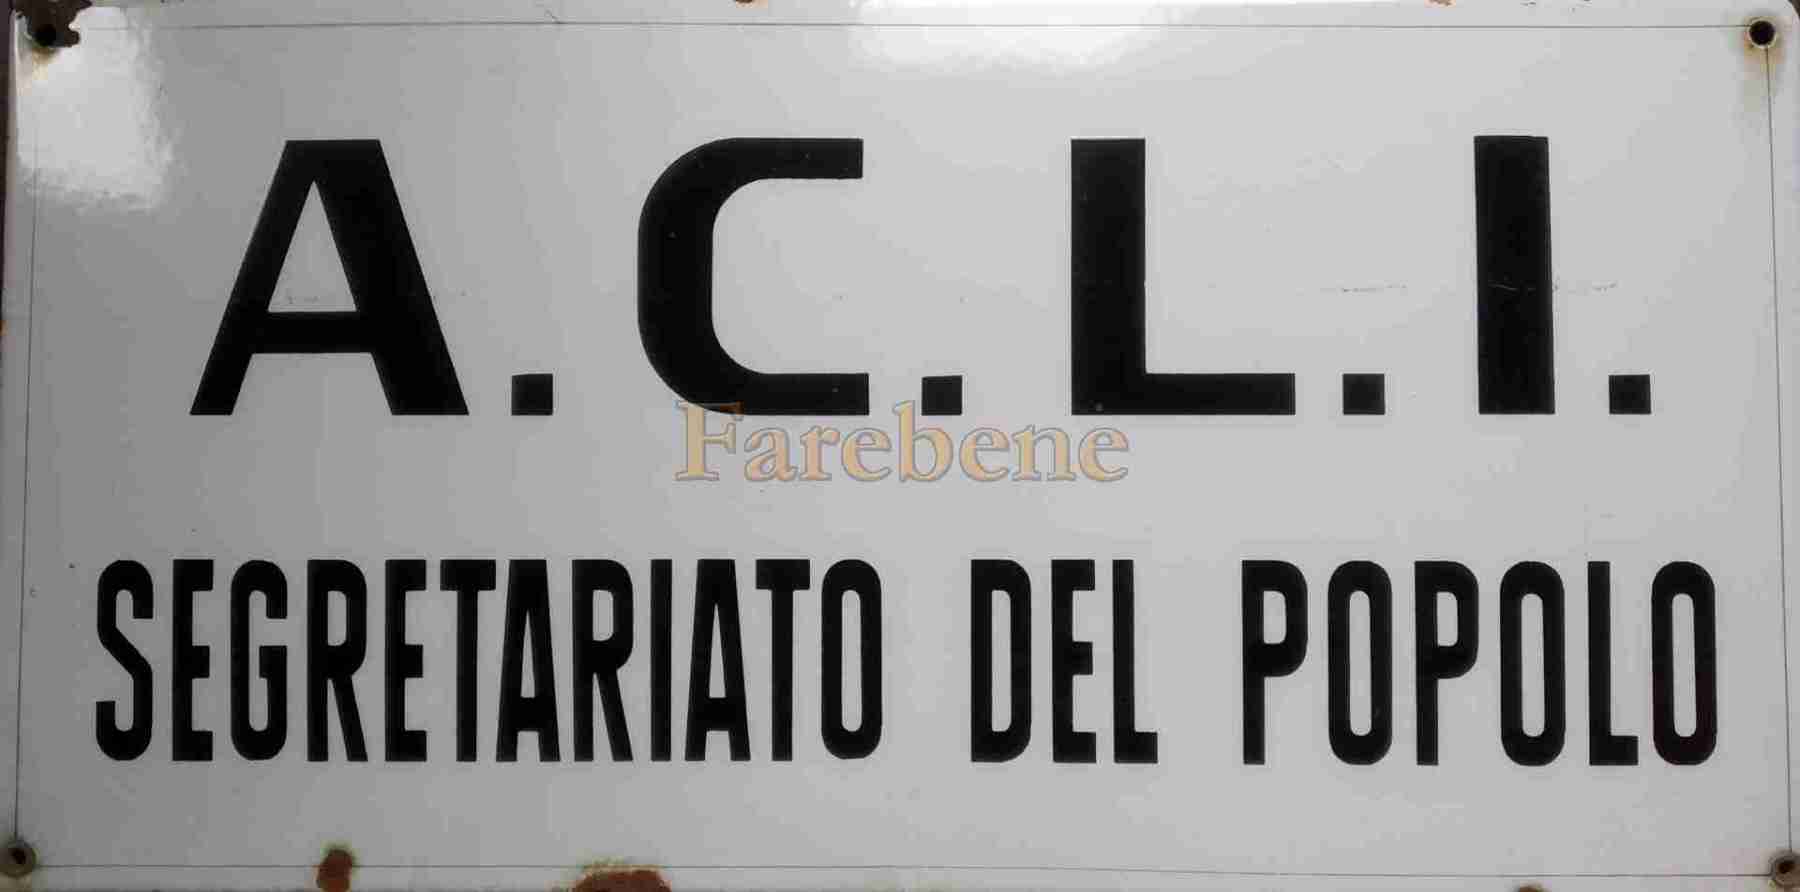 A.C.L.I.
Farebene
SEGRETARIATO DEL POPOLO